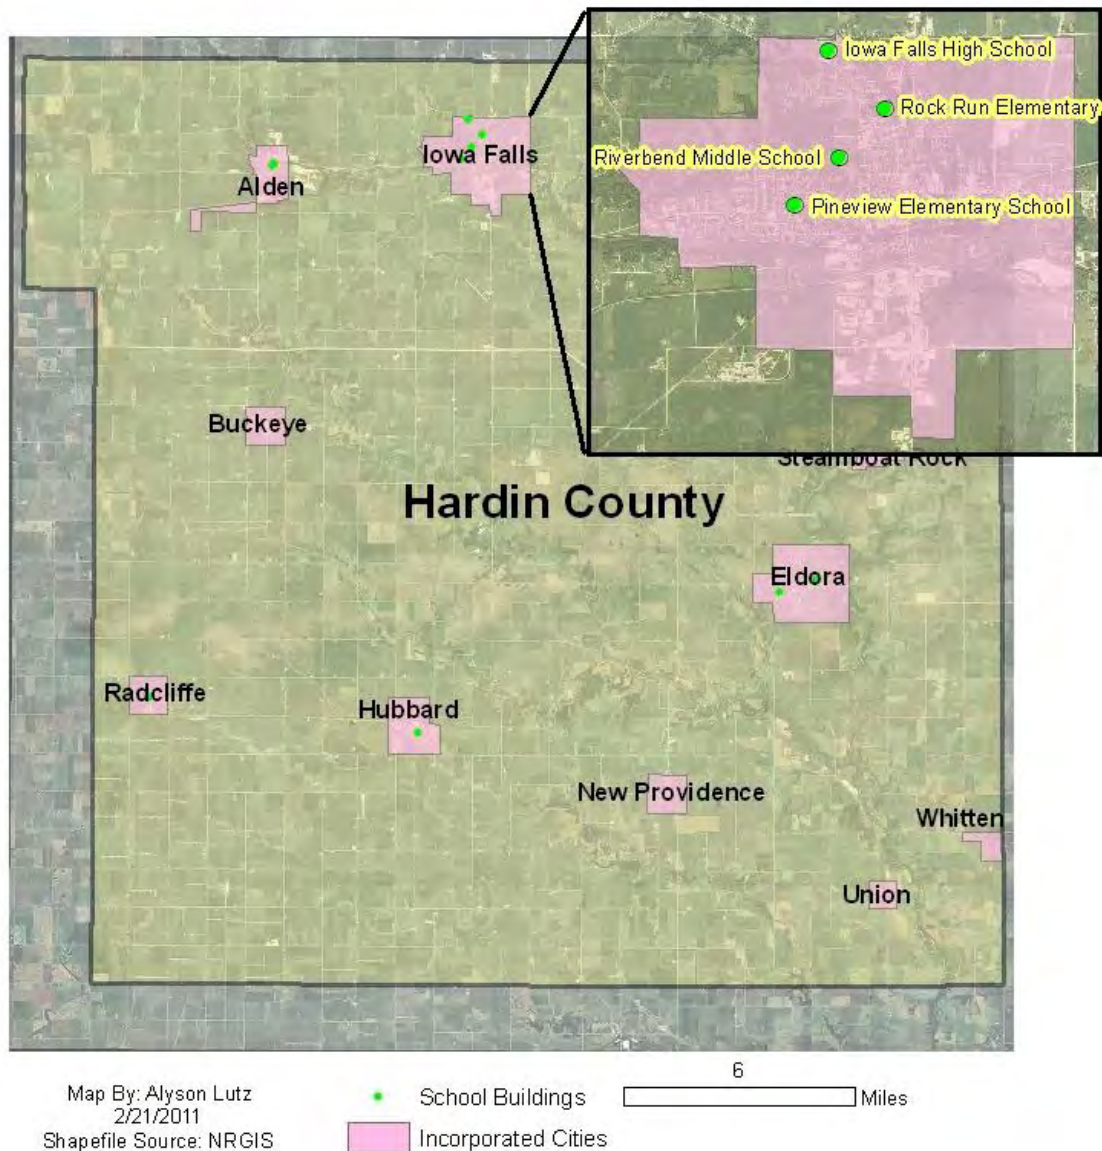 Iowa Falls High School
Rock Run Elementary
Riverbend Middle School
Pineview Elementary School
Iowa Falls
Alden
Buckeye
Steamboat Rock
Hardin County
Eldora
Radcliffe
Hubbard
New Providence
Whitten
Union
Map By: Alyson Lutz
2/21/2011
Shapefile Source: NRGIS
School Buildings
Incorporated Cities
6
Miles